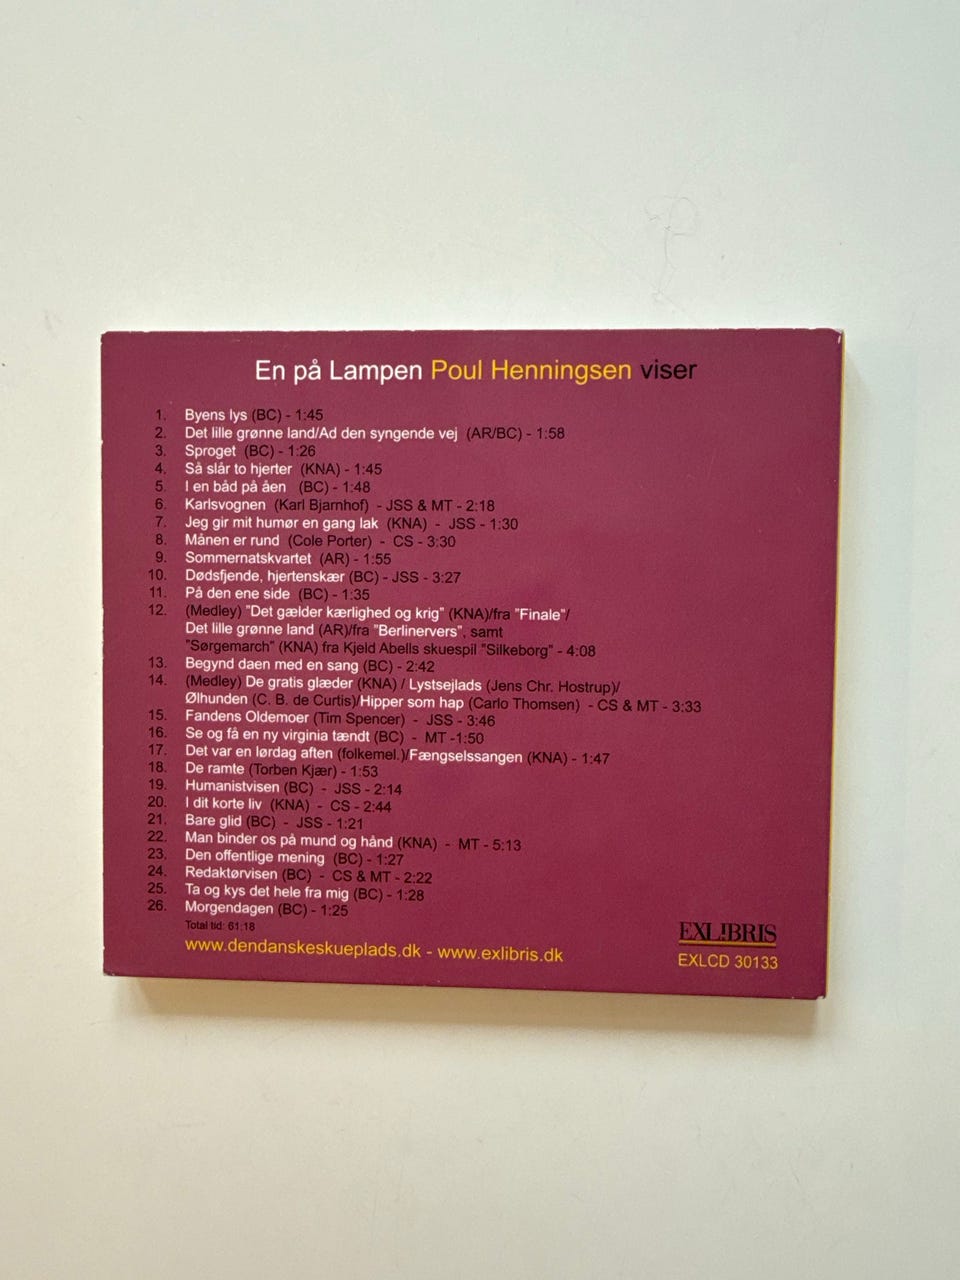 En på Lampen Poul Henningsen viser
1. Byens lys (BC) - 1:45
2. Det lille grønne land/Ad den syngende vej (AR/BC) - 1:58
3. Sproget (BC) - 1:26
4. Så slår to hjerter (KNA) - 1:45
5. I en båd på åen (BC) - 1:48
6. Karlsvognen (Karl Bjarnhof) - JSS & MT - 2:18
7. Jeg gir mit humør en gang lak (KNA) - JSS - 1:30
8. Månen er rund (Cole Porter) - CS - 3:30
9. Sommernatskvartet (AR) - 1:55
10. Dødsfjende, hjertenskær (BC) - JSS - 3:27
11. På den ene side (BC) - 1:35
12. (Medley) "Det gælder kærlighed og krig" (KNA)/fra "Finale"/
Det lille grønne land (AR)/fra "Berlinervers", samt
"Sørgemarch" (KNA) fra Kjeld Abells skuespil "Silkeborg" - 4:08
13. Begynd daen med en sang (BC) - 2:42
14. (Medley) De gratis glæder (KNA) / Lystsejlads (Jens Chr. Hostrup)/
Ølhunden (C. B. de Curtis)/Hipper som hap (Carlo Thomsen) - CS & MT - 3:33
15. Fandens Oldemoer (Tim Spencer) - JSS - 3:46
16. Se og få en ny virginia tændt (BC) - MT -1:50
17. Det var en lørdag aften (folkemel.)/Fængselssangen (KNA) - 1:47
18. De ramte (Torben Kjær) - 1:53
19. Humanistvisen (BC) - JSS - 2:14
20. I dit korte liv (KNA) - CS - 2:44
21. Bare glid (BC) - JSS - 1:21
22. Man binder os på mund og hånd (KNA) - MT - 5:13
23. Den offentlige mening (BC) - 1:27
24. Redaktørvisen (BC) - CS & MT - 2:22
25. Ta og kys det hele fra mig (BC) - 1:28
26. Morgendagen (BC) - 1:25
Total tid: 61:18
www.dendanskeskueplads.dk - www.exlibris.dk
EXLIBRIS
EXLCD 30133